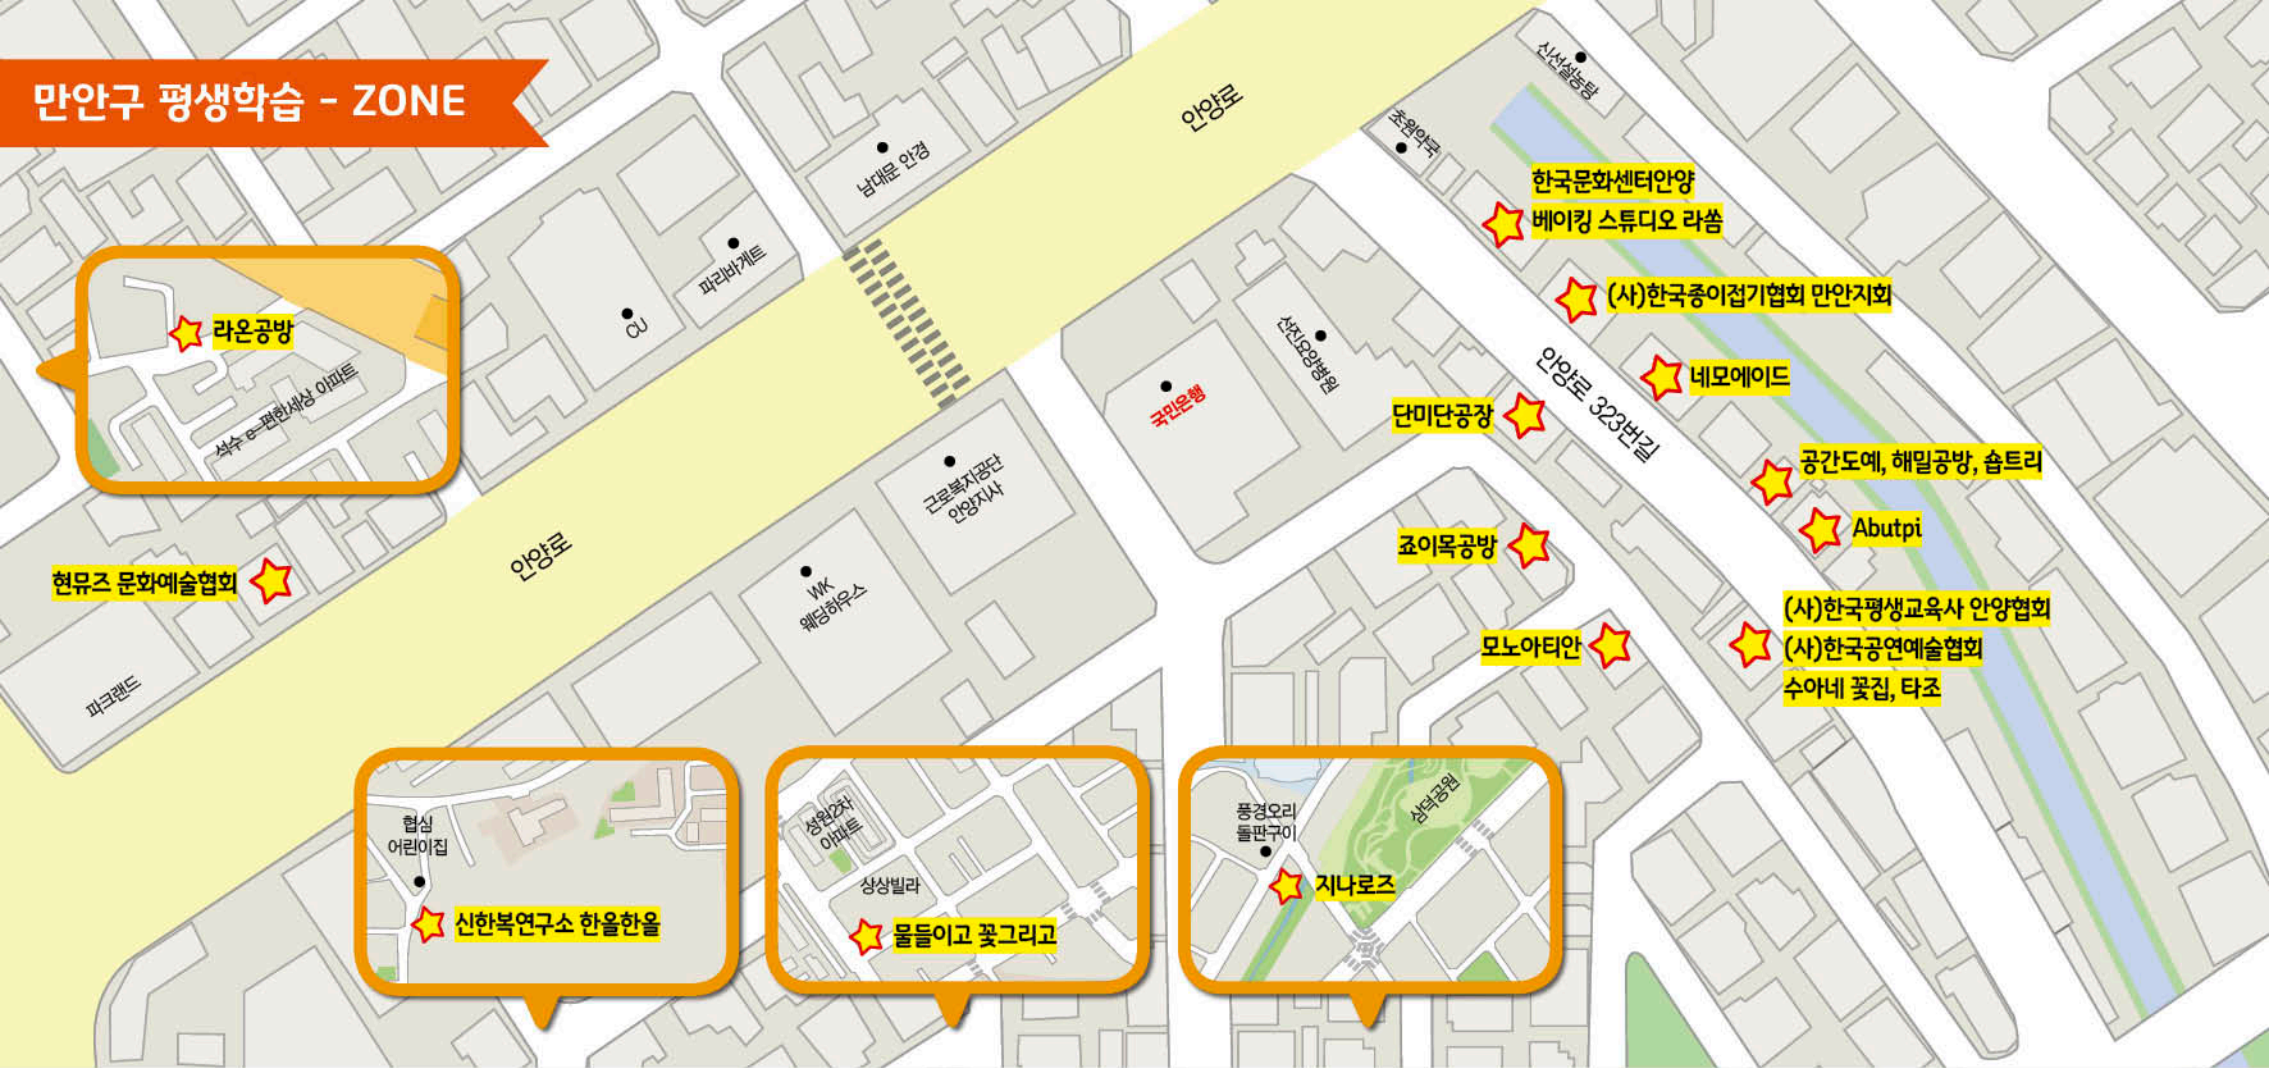 만안구 평생학습 - ZONE
안양로
신선설농탕
초원약국
남대문 안경
한국문화센터안양
베이킹 스튜디오 라쏨
파리바게트
(사)한국종이접기협회 만안지회
CU
라온공방
석수 e-편한세상 아파트
선진요양병원
국민은행
안양로 323번길
네모에이드
단미단공장
공간도예, 해밀공방, 숍트리
Abutpi
근로복지공단
안양지사
안양로
죠이목공방
현뮤즈 문화예술협회
WK
웨딩하우스
(사)한국평생교육사 안양협회
(사)한국공연예술협회
수아네 꽃집, 타조
모노아티안
파크랜드
협심
어린이집
신한복연구소 한올한올
성원2차
아파트
상상빌라
물들이고 꽃그리고
풍경오리
돌판구이
삼덕공원
지나로즈